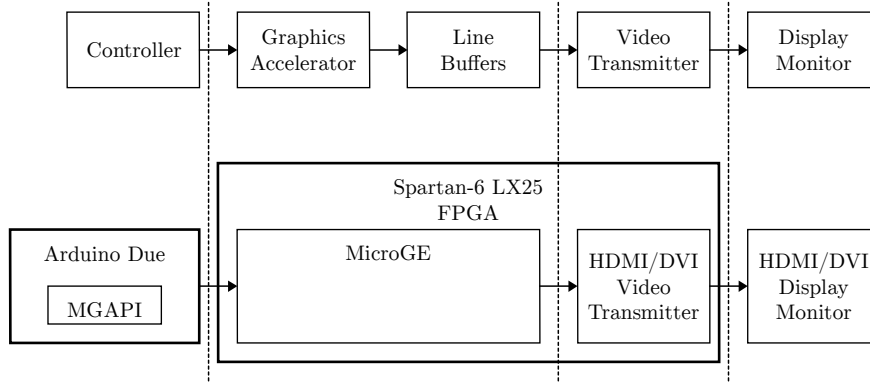 Controller
Graphics
Accelerator
Line
Buffers
Video
Transmitter
Display
Monitor
Spartan-6 LX25
FPGA
Arduino Due
MGAPI
MicroGE
HDMI/DVI
Video
Transmitter
HDMI/DVI
Display
Monitor